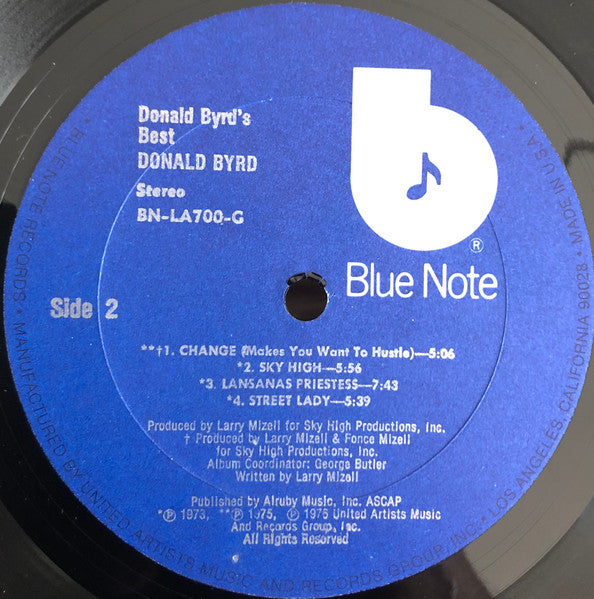 Donald Byrd's
Best
DONALD BYRD
Stereo
BN-LA700-G
b
®
Blue Note
Side 2
**†1. CHANGE (Makes You Want To Hustle)—5:06
*2. SKY HIGH—5:56
*3. LANSANAS PRIESTESS—7:43
*4. STREET LADY—5:39
Produced by Larry Mizell for Sky High Productions, Inc.
† Produced by Larry Mizell & Fonce Mizell
for Sky High Productions, Inc.
Album Coordinator: George Butler
Written by Larry Mizell
Published by Alruby Music, Inc. ASCAP
*℗ 1973, **℗ 1975, ℗ 1976 United Artists Music
And Records Group, Inc.
All Rights Reserved
• BLUE NOTE RECORDS • MANUFACTURED BY UNITED ARTISTS MUSIC AND RECORDS GROUP INC. • LOS ANGELES, CALIFORNIA 90028 • MADE IN U.S.A.